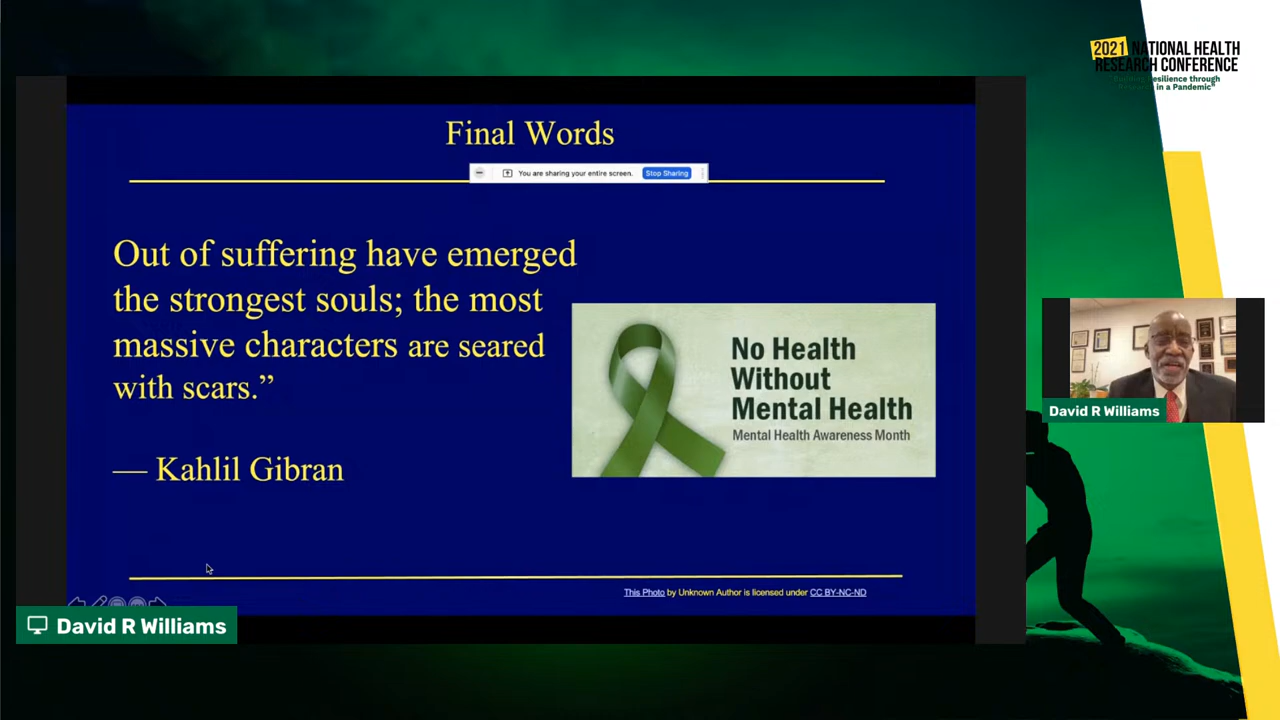 2021 NATIONAL HEALTH
RESEARCH CONFERENCE
Resilience through
in a Pandemic"
Final Words
You are sharing your entire screen. Stop Sharing
Out of suffering have emerged
the strongest souls; the most
massive characters are seared
with scars.”
— Kahlil Gibran
No Health
Without
Mental Health
Mental Health Awareness Month
This Photo by Unknown Author is licensed under CC BY-NC-ND
David R Williams
David R Williams